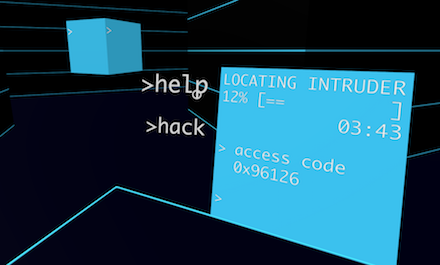 >
>
>help
>hack
LOCATING INTRUDER
12% [== ]
03:43
> access code
0x96126
>